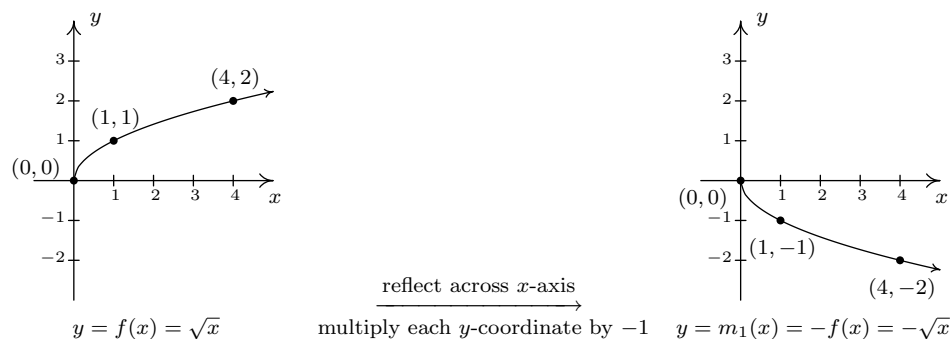 y
3
2
1
−1
−2
(0, 0)
(1, 1)
(4, 2)
1 2 3 4 x
y = f(x) = √x
reflect across x-axis
multiply each y-coordinate by −1
y
3
2
1
−1
−2
1 2 3 4 x
(0, 0)
(1, −1)
(4, −2)
y = m₁(x) = −f(x) = −√x